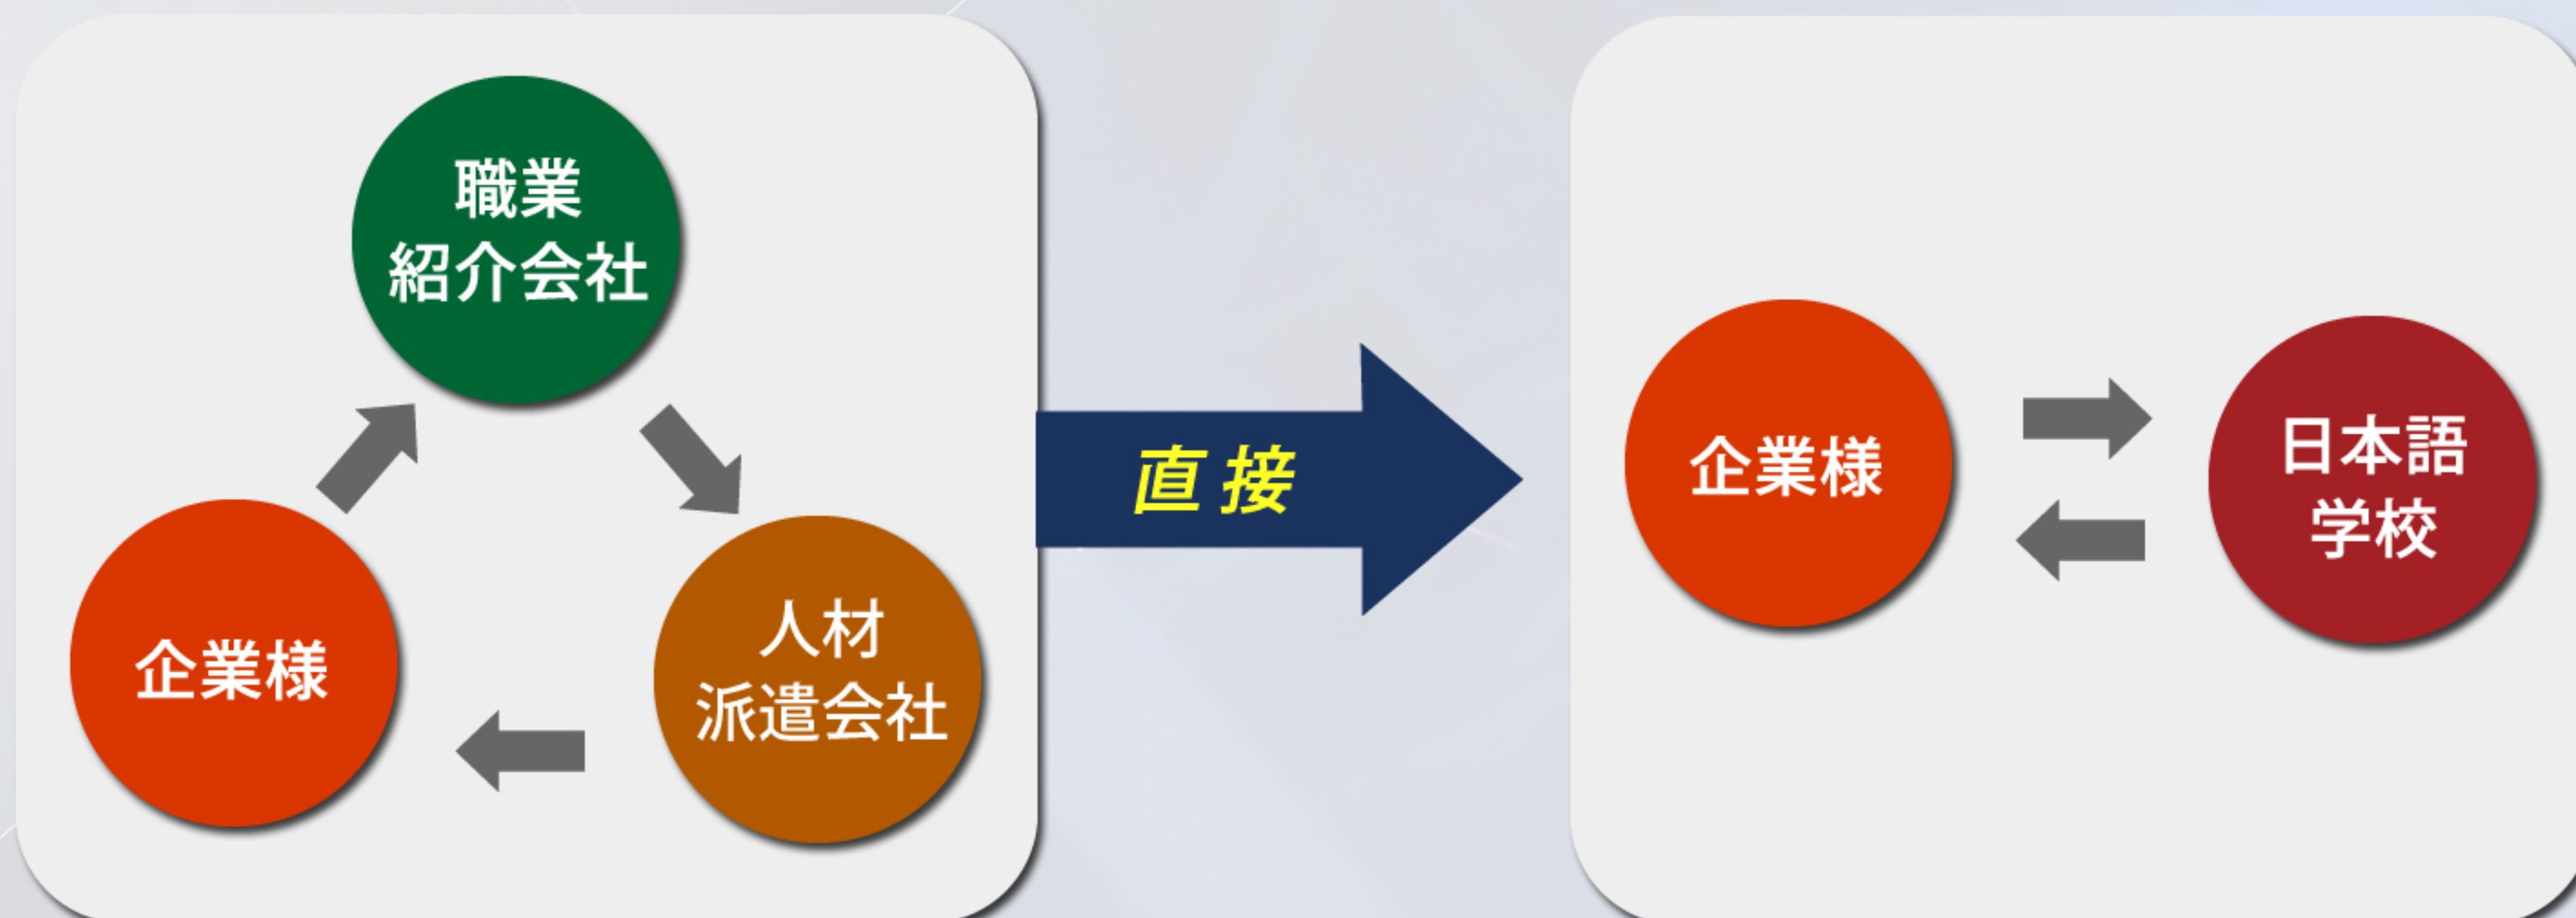 職業
紹介会社
企業様
人材
派遣会社
直接
企業様
日本語
学校